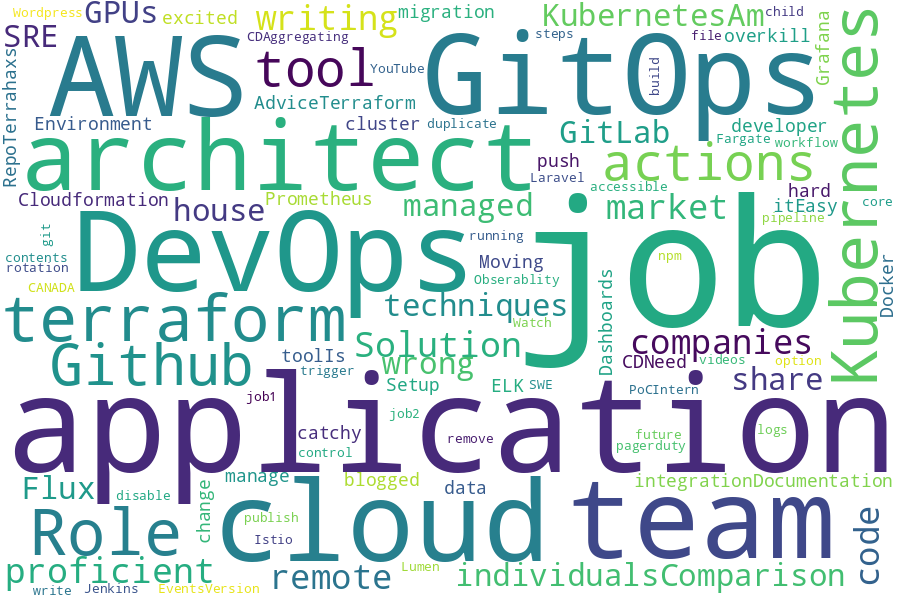 Wordpress
GPUs
excited
writing
migration
KubernetesAm
child
SRE
CDAggregating
steps
file
overkill
Grafana
AWS
tool
YouTube
GitOps
build
Kubernetes
RepoTerrahaxs
AdviceTerraform
Environment
cluster
duplicate
GitLab
developer
Fargate
workflow
architect
push
actions
Laravel
accessible
hard
Cloudformation
house
Prometheus
managed
market
itEasy
core
pipeline
git
DevOps
running
job
contents
rotation
Moving
npm
Docker
CANADA
Obserablity
techniques
Dashboards
terraform
Watch
Solution
companies
Github
toolIs
wrong
CDNeed
videos
option
trigger
Setup
ELK
SWE
PoCIntern
share
job1
application
job2
catchy
remove
future
logs
control
pagerduty
Flux
disable
change
manage
blogged
data
integrationDocumentation
Role
publish
cloud
team
code
Istio
proficient
remote
Lumen
individualsComparison
write
Jenkins
EventsVersion